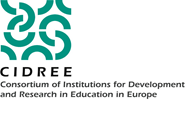 CIDREE
Consortium of Institutions for Development
and Research in Education in Europe